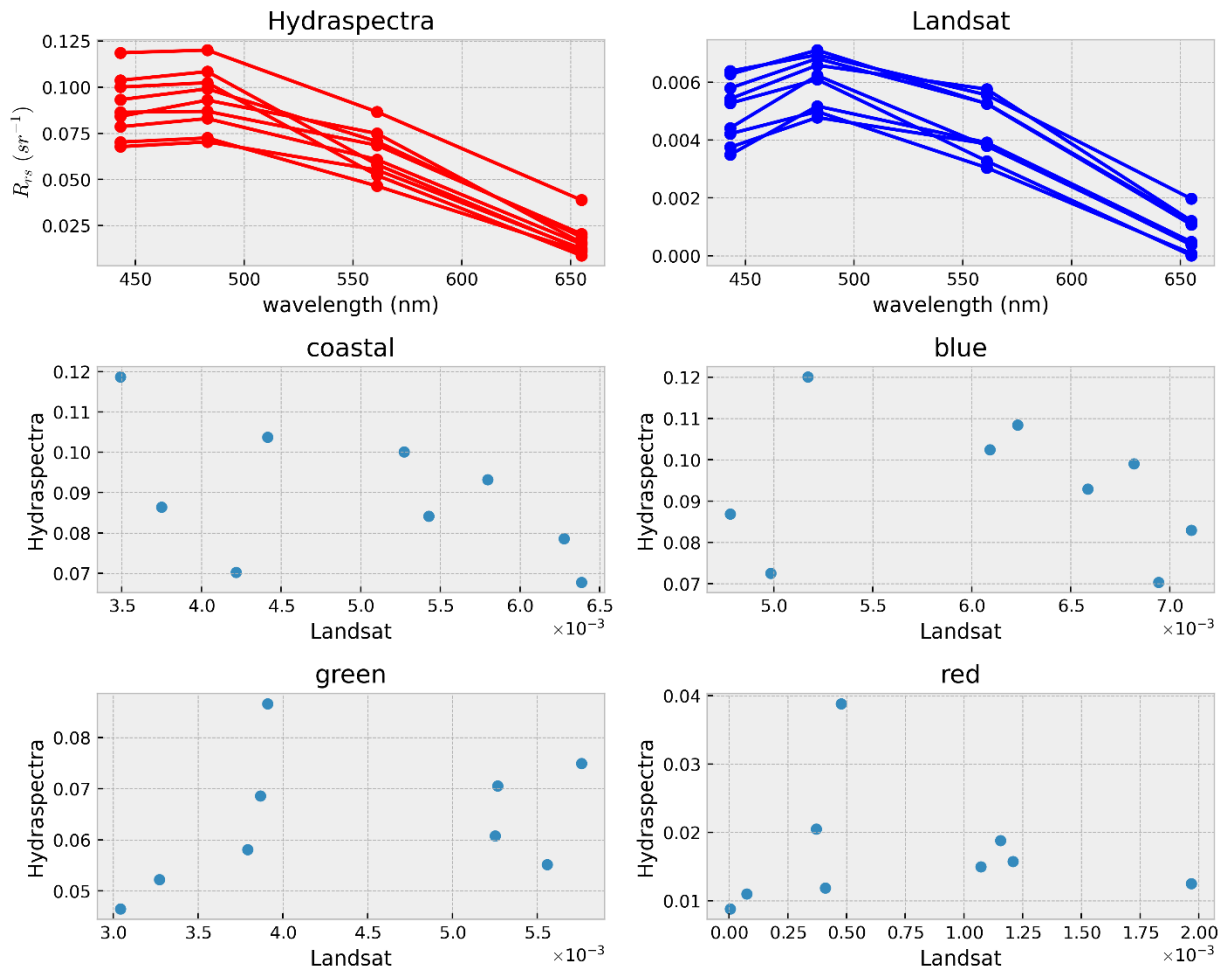 Hydraspectra
Landsat
0.125
0.100
0.075
0.050
0.025
R_rs (sr^-1)
450 500 550 600 650
wavelength (nm)
0.006
0.004
0.002
0.000
450 500 550 600 650
wavelength (nm)
coastal
blue
0.12
0.11
0.10
0.09
0.08
0.07
Hydraspectra
3.5 4.0 4.5 5.0 5.5 6.0 6.5
Landsat
×10^-3
0.12
0.11
0.10
0.09
0.08
0.07
Hydraspectra
5.0 5.5 6.0 6.5 7.0
Landsat
×10^-3
green
red
0.08
0.07
0.06
0.05
Hydraspectra
3.0 3.5 4.0 4.5 5.0 5.5
Landsat
×10^-3
0.04
0.03
0.02
0.01
Hydraspectra
0.00 0.25 0.50 0.75 1.00 1.25 1.50 1.75 2.00
Landsat
×10^-3